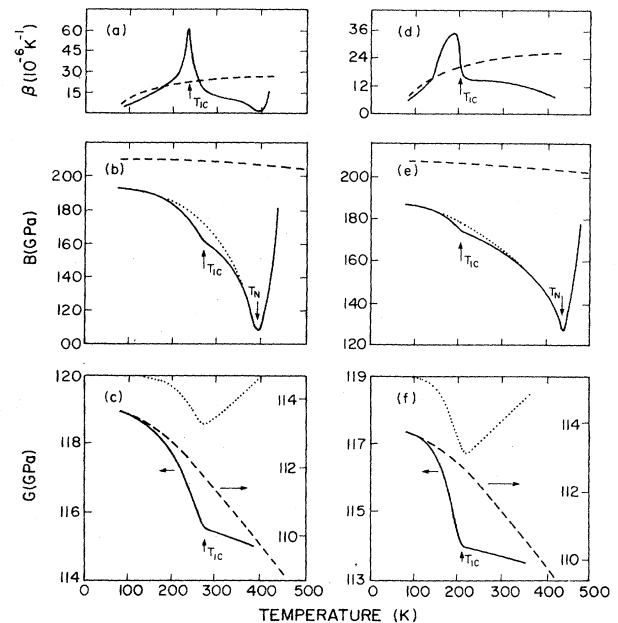 β(10⁻⁶K⁻¹)
60
45
30
15
(a)
T_IC
36
24
12
0
(d)
T_IC
B(GPa)
200
180
160
140
120
00
(b)
T_IC
T_N
200
180
160
140
120
(e)
T_IC
T_N
G(GPa)
120
118
116
115
114
(c)
114
112
110
T_IC
0 100 200 300 400 500
119
117
115
114
113
(f)
114
112
110
T_IC
0 100 200 300 400 500
TEMPERATURE (K)